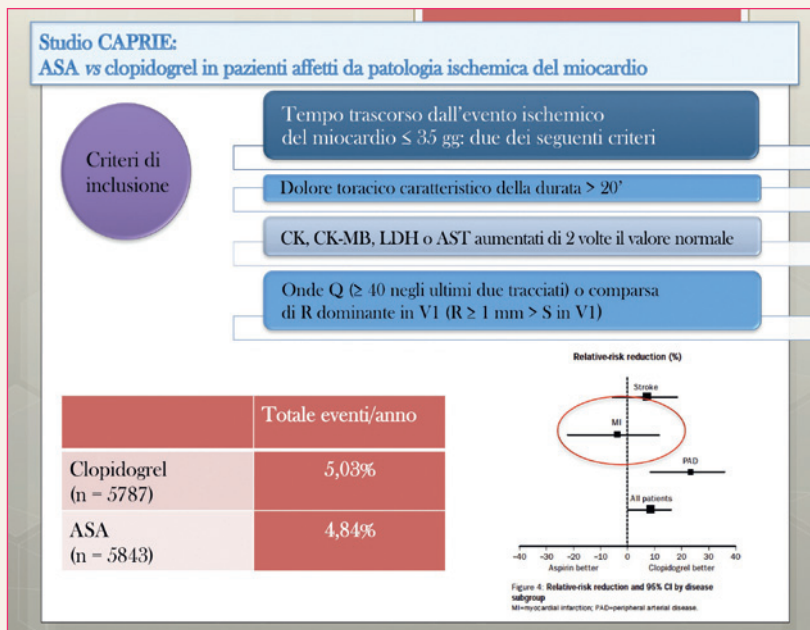 Studio CAPRIE:
ASA vs clopidogrel in pazienti affetti da patologia ischemica del miocardio
Criteri di
inclusione
Tempo trascorso dall'evento ischemico
del miocardio ≤ 35 gg: due dei seguenti criteri
Dolore toracico caratteristico della durata > 20'
CK, CK-MB, LDH o AST aumentati di 2 volte il valore normale
Onde Q (≥ 40 negli ultimi due tracciati) o comparsa
di R dominante in V1 (R ≥ 1 mm > S in V1)
Totale eventi/anno
Clopidogrel
(n = 5787)
5,03%
ASA
(n = 5843)
4,84%
Relative-risk reduction (%)
Stroke
MI
PAD
All patients
–40 –30 –20 –10 0 10 20 30 40
Aspirin better Clopidogrel better
Figure 4: Relative-risk reduction and 95% CI by disease
subgroup
MI=myocardial infarction; PAD=peripheral arterial disease.